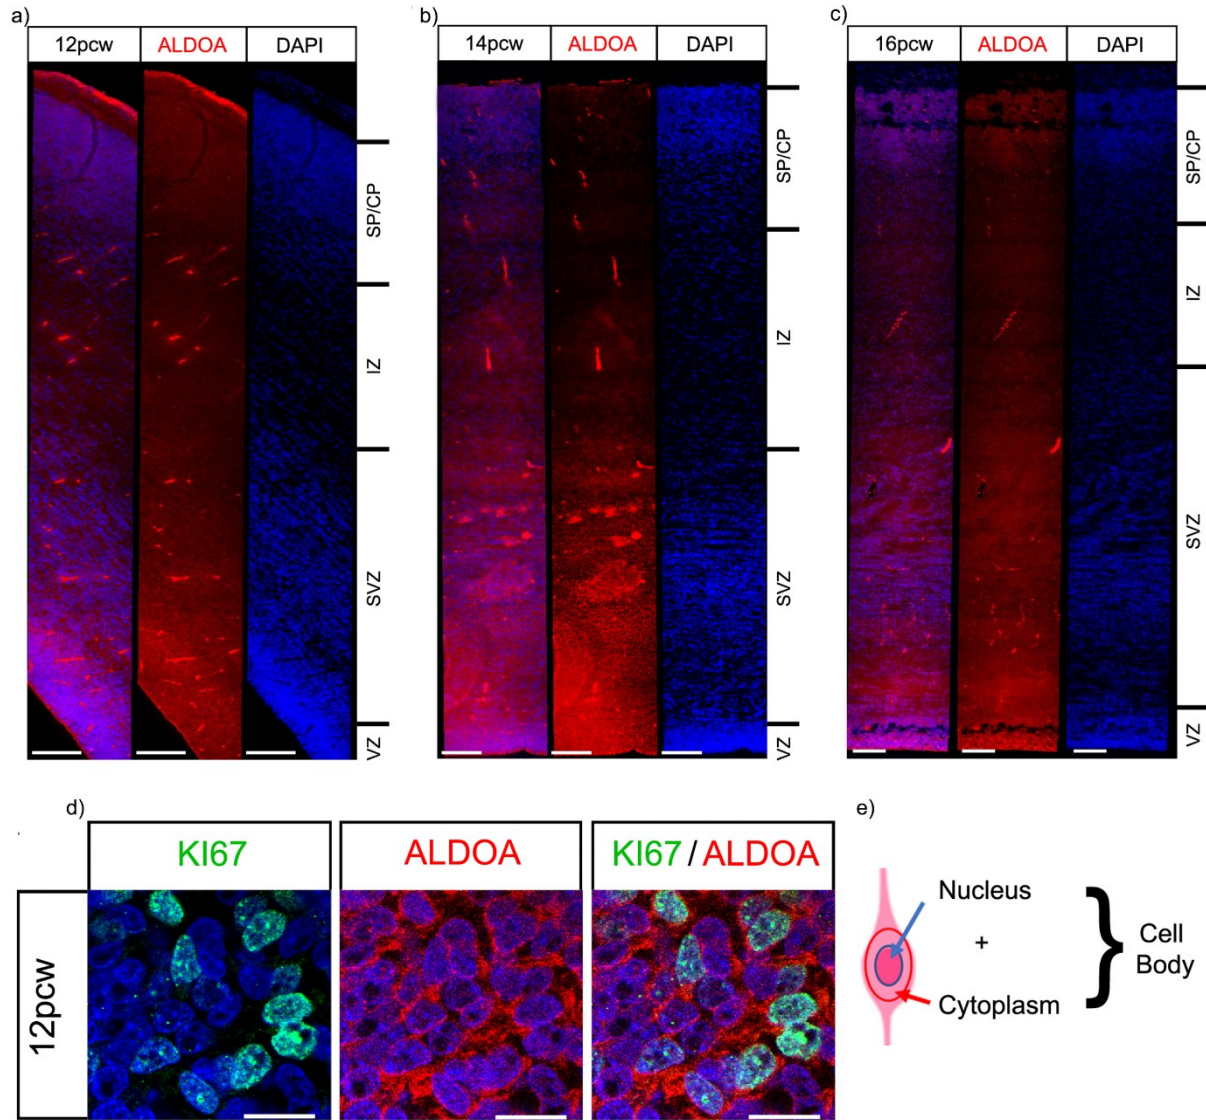 a)
12pcw ALDOA DAPI
SP/CP
IZ
SVZ
VZ
b)
14pcw ALDOA DAPI
SP/CP
IZ
SVZ
VZ
c)
16pcw ALDOA DAPI
SP/CP
IZ
SVZ
VZ
d)
KI67 ALDOA KI67 / ALDOA
12pcw
e)
Nucleus
+
Cytoplasm
Cell
Body